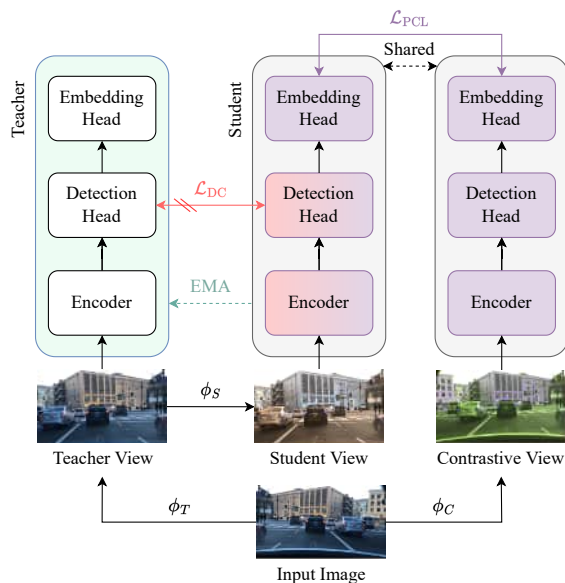 ℒ_PCL
Shared
Teacher
Student
Embedding
Head
Embedding
Head
Embedding
Head
Detection
Head
ℒ_DC
Detection
Head
Detection
Head
Encoder
EMA
Encoder
Encoder
ϕ_S
Teacher View
Student View
Contrastive View
ϕ_T
ϕ_C
Input Image